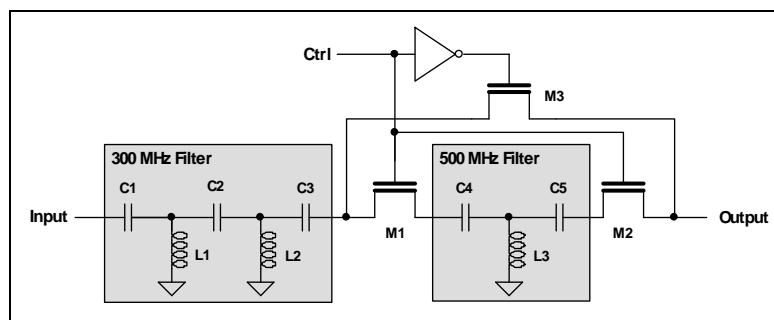 Ctrl
M3
300 MHz Filter
500 MHz Filter
C1
C2
C3
C4
C5
Input
M1
M2
Output
L1
L2
L3